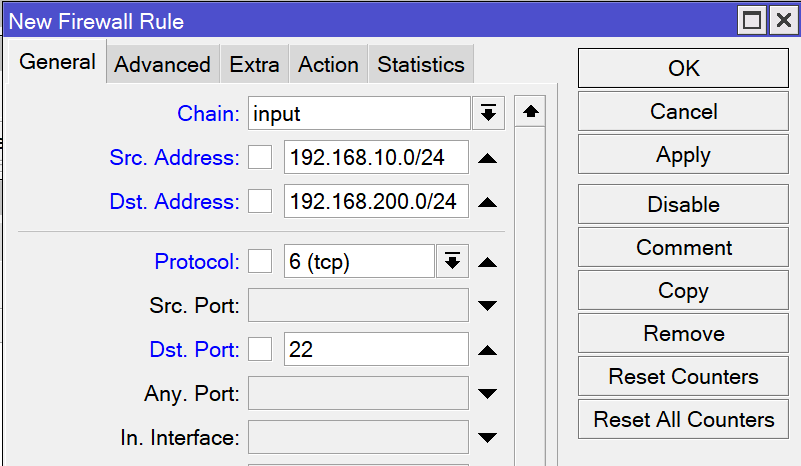 New Firewall Rule
General Advanced Extra Action Statistics
Chain: input
Src. Address: 192.168.10.0/24
Dst. Address: 192.168.200.0/24
Protocol: 6 (tcp)
Src. Port:
Dst. Port: 22
Any. Port:
In. Interface:
OK
Cancel
Apply
Disable
Comment
Copy
Remove
Reset Counters
Reset All Counters